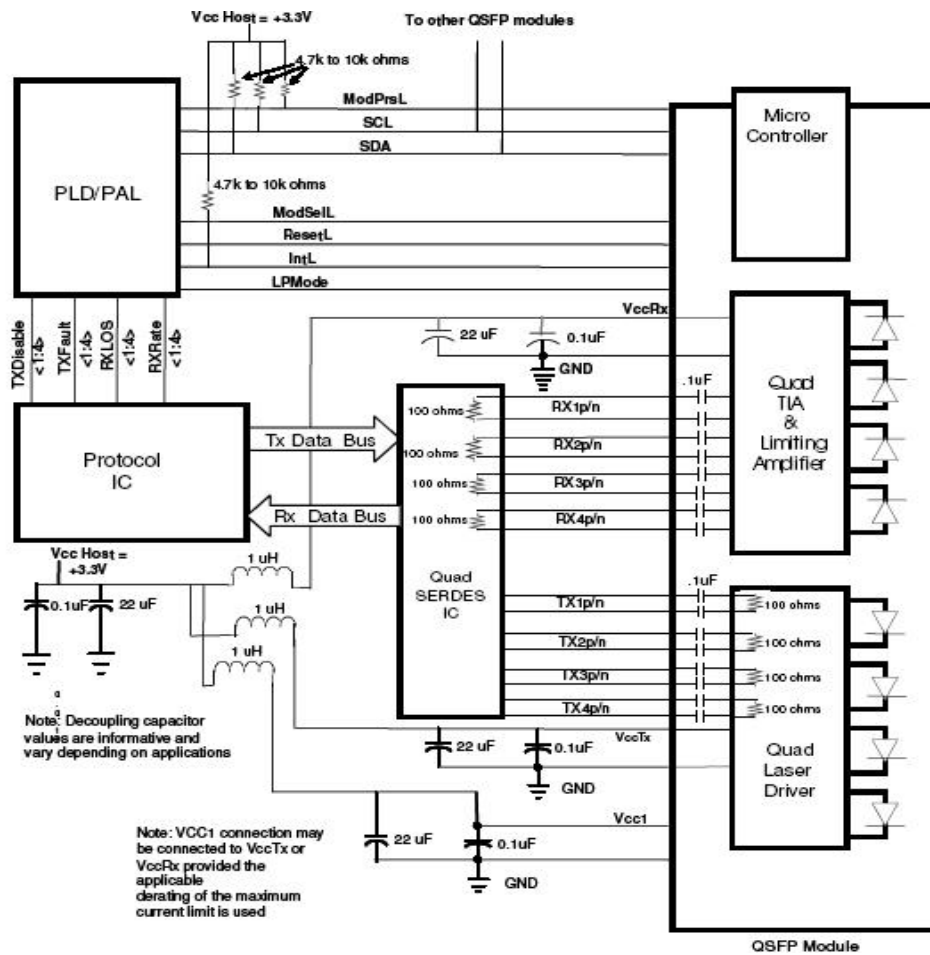 Vcc Host = +3.3V
To other QSFP modules
4.7k to 10k ohms
ModPrsL
SCL
SDA
PLD/PAL
Micro
Controller
4.7k to 10k ohms
ModSelL
ResetL
IntL
LPMode
TXDisable
<1:4>
TXFault
<1:4>
RXLOS
<1:4>
RXRate
<1:4>
VccRx
22 uF
0.1uF
GND
Protocol
IC
Tx Data Bus
Rx Data Bus
100 ohms
100 ohms
100 ohms
100 ohms
Quad
SERDES
IC
RX1p/n
RX2p/n
RX3p/n
RX4p/n
.1uF
Quad
TIA
&
Limiting
Amplifier
Vcc Host =
+3.3V
0.1uF
22 uF
1 uH
1 uH
1 uH
TX1p/n
TX2p/n
TX3p/n
TX4p/n
.1uF
100 ohms
100 ohms
100 ohms
100 ohms
Quad
Laser
Driver
Note: Decoupling capacitor
values are informative and
vary depending on applications
VccTx
22 uF
0.1uF
GND
Vcc1
22 uF
0.1uF
GND
Note: VCC1 connection may
be connected to VccTx or
VccRx provided the
applicable
derating of the maximum
current limit is used
QSFP Module